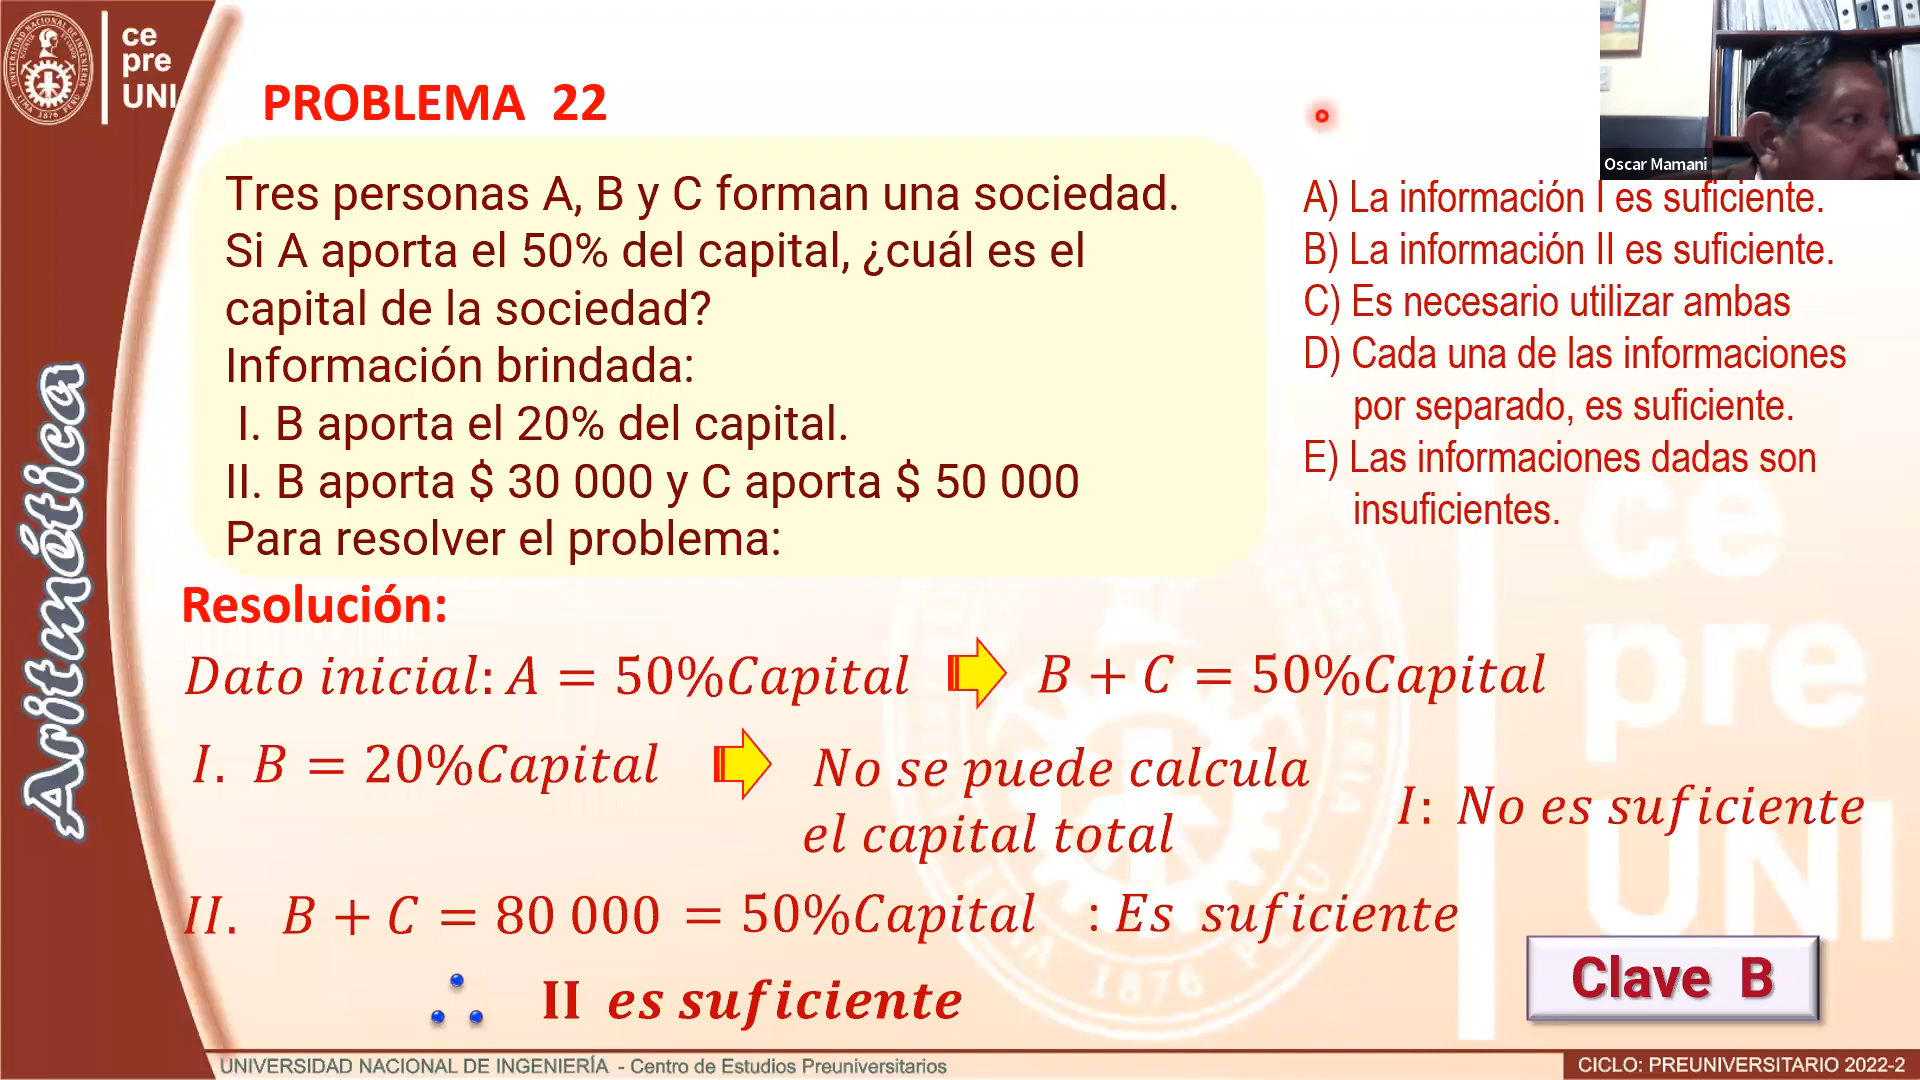 ce
pre
UNI
PROBLEMA 22
Oscar Mamani
Tres personas A, B y C forman una sociedad.
Si A aporta el 50% del capital, ¿cuál es el
capital de la sociedad?
Información brindada:
I. B aporta el 20% del capital.
II. B aporta $ 30 000 y C aporta $ 50 000
Para resolver el problema:
A) La información I es suficiente.
B) La información II es suficiente.
C) Es necesario utilizar ambas
D) Cada una de las informaciones
por separado, es suficiente.
E) Las informaciones dadas son
insuficientes.
Aritmética
Resolución:
Dato inicial: A = 50%Capital B + C = 50%Capital
I. B = 20%Capital No se puede calcula
el capital total
I: No es suficiente
II. B + C = 80 000 = 50%Capital : Es suficiente
∴ II es suficiente
Clave B
ce
pre
UNI
1876
UNIVERSIDAD NACIONAL DE INGENIERÍA - Centro de Estudios Preuniversitarios
CICLO: PREUNIVERSITARIO 2022-2